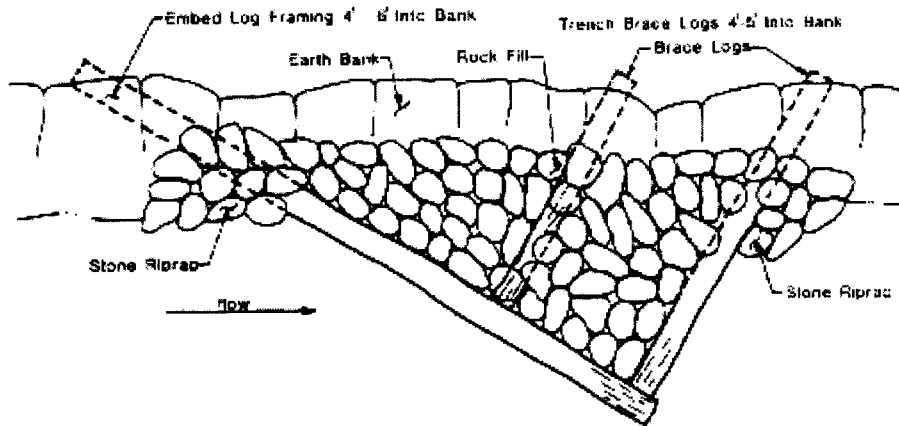 Embed Log Framing 4' 6' Into Bank
Trench Brace Logs 4'-5' Into Bank
Brace Logs
Earth Bank
Rock Fill
Stone Riprap
Flow
Stone Riprap